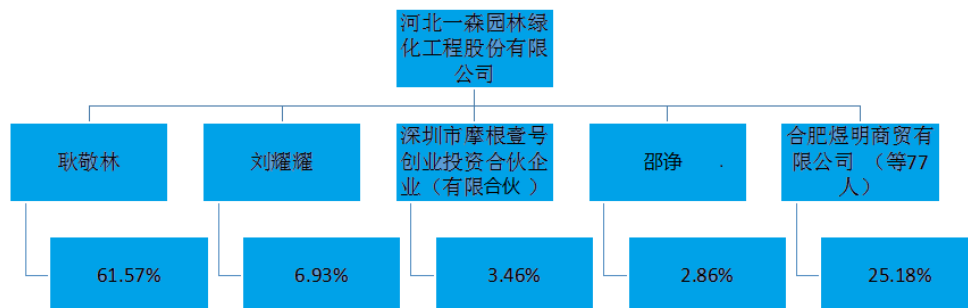 河北一森园林绿
化工程股份有限
公司
耿敬林
刘耀耀
深圳市摩根壹号
创业投资合伙企
业（有限合伙 ）
邵诤
合肥煜明商贸有
限公司 （等77
人）
61.57%
6.93%
3.46%
2.86%
25.18%